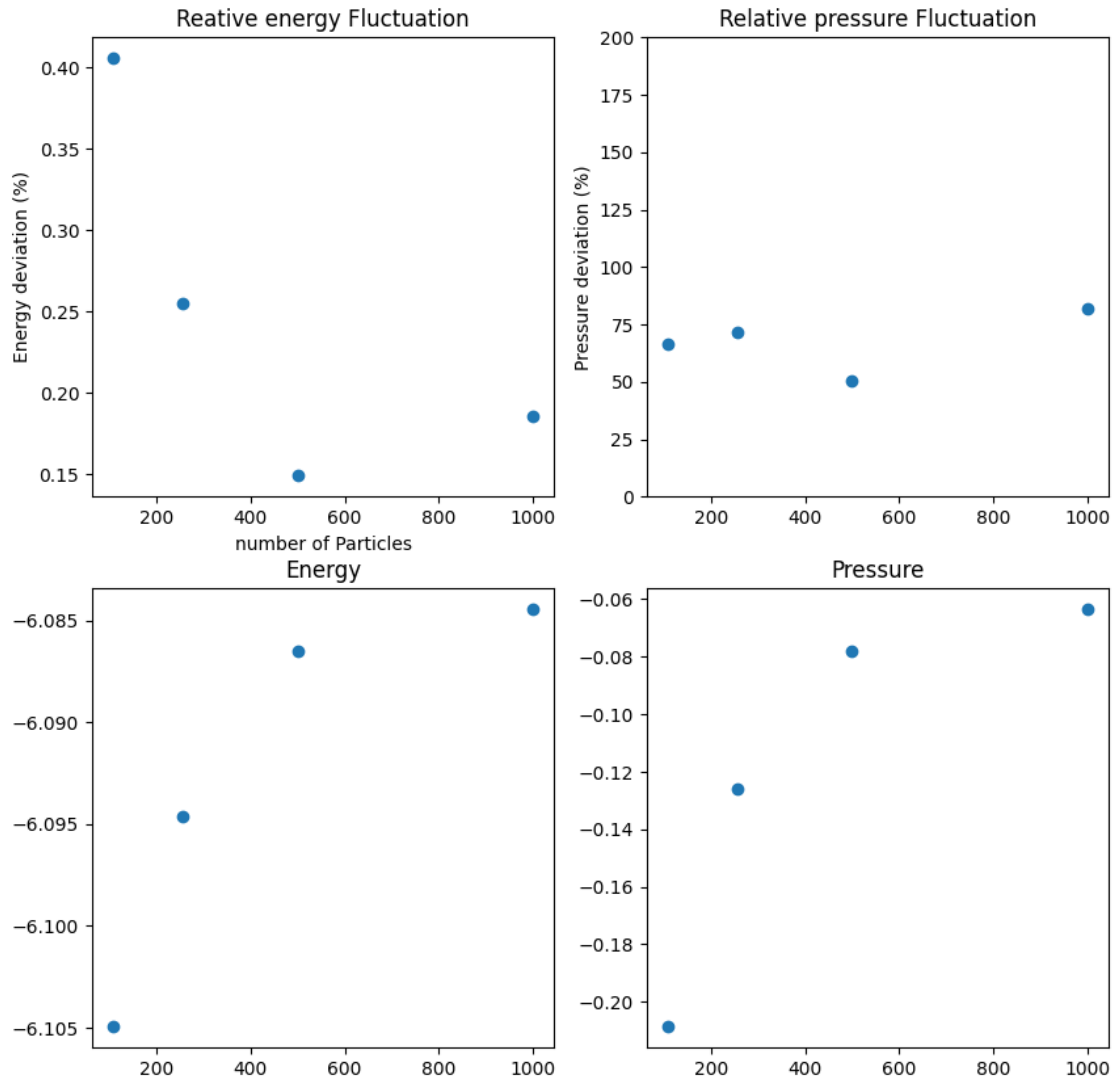 Reative energy Fluctuation
Energy deviation (%)
0.40
0.35
0.30
0.25
0.20
0.15
200 400 600 800 1000
number of Particles
Relative pressure Fluctuation
Pressure deviation (%)
200
175
150
125
100
75
50
25
0
200 400 600 800 1000
Energy
−6.085
−6.090
−6.095
−6.100
−6.105
200 400 600 800 1000
Pressure
−0.06
−0.08
−0.10
−0.12
−0.14
−0.16
−0.18
−0.20
200 400 600 800 1000